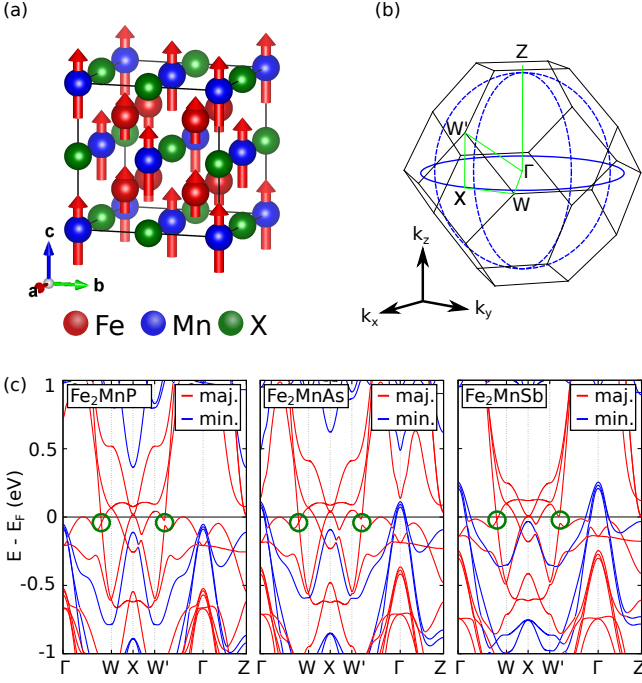 (a)
c
a
b
Fe
Mn
X
(b)
Z
W'
Γ
X
W
k_z
k_x
k_y
(c)
E - E_F (eV)
1
0.5
0
-0.5
-1
Fe₂MnP
maj.
min.
Γ W X W' Γ Z
Fe₂MnAs
maj.
min.
Γ W X W' Γ Z
Fe₂MnSb
maj.
min.
Γ W X W' Γ Z